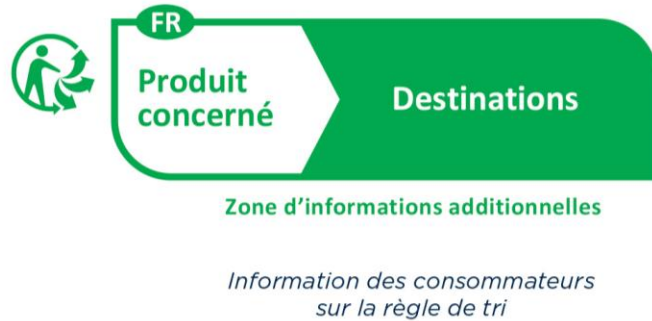 FR
Produit
concerné
Destinations
Zone d’informations additionnelles
Information des consommateurs
sur la règle de tri